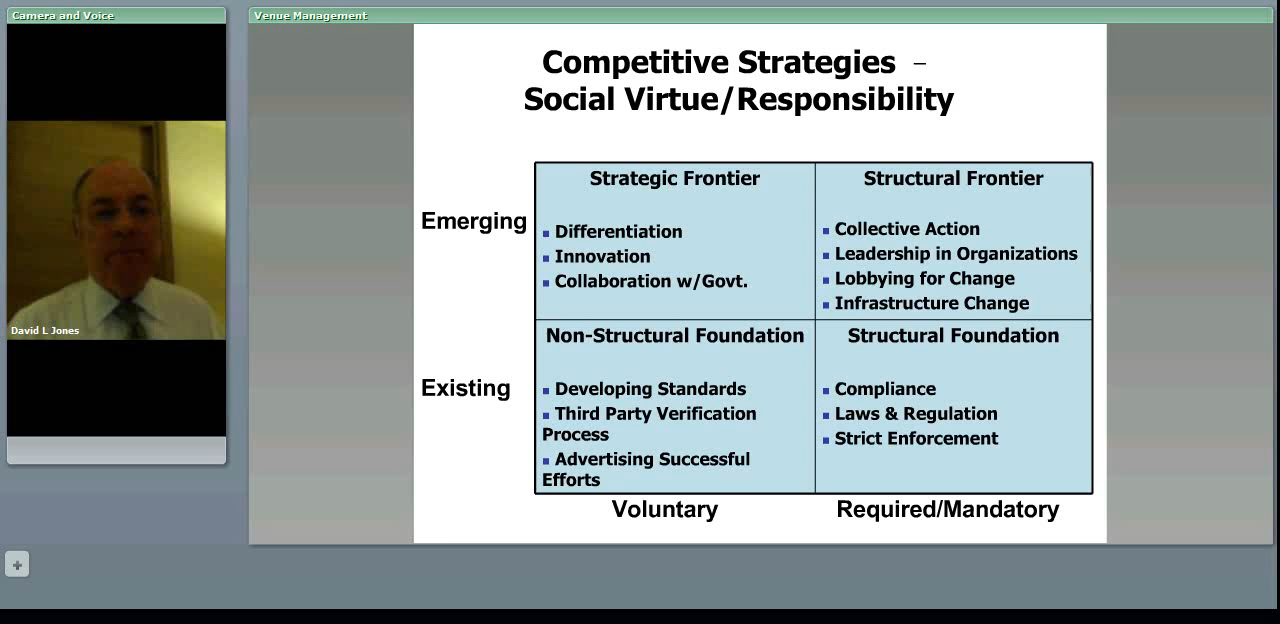 Camera and Voice
Venue Management
David L Jones
Competitive Strategies –
Social Virtue/Responsibility
Emerging
Strategic Frontier
▪ Differentiation
▪ Innovation
▪ Collaboration w/Govt.
Structural Frontier
▪ Collective Action
▪ Leadership in Organizations
▪ Lobbying for Change
▪ Infrastructure Change
Existing
Non-Structural Foundation
▪ Developing Standards
▪ Third Party Verification
Process
▪ Advertising Successful
Efforts
Structural Foundation
▪ Compliance
▪ Laws & Regulation
▪ Strict Enforcement
Voluntary
Required/Mandatory